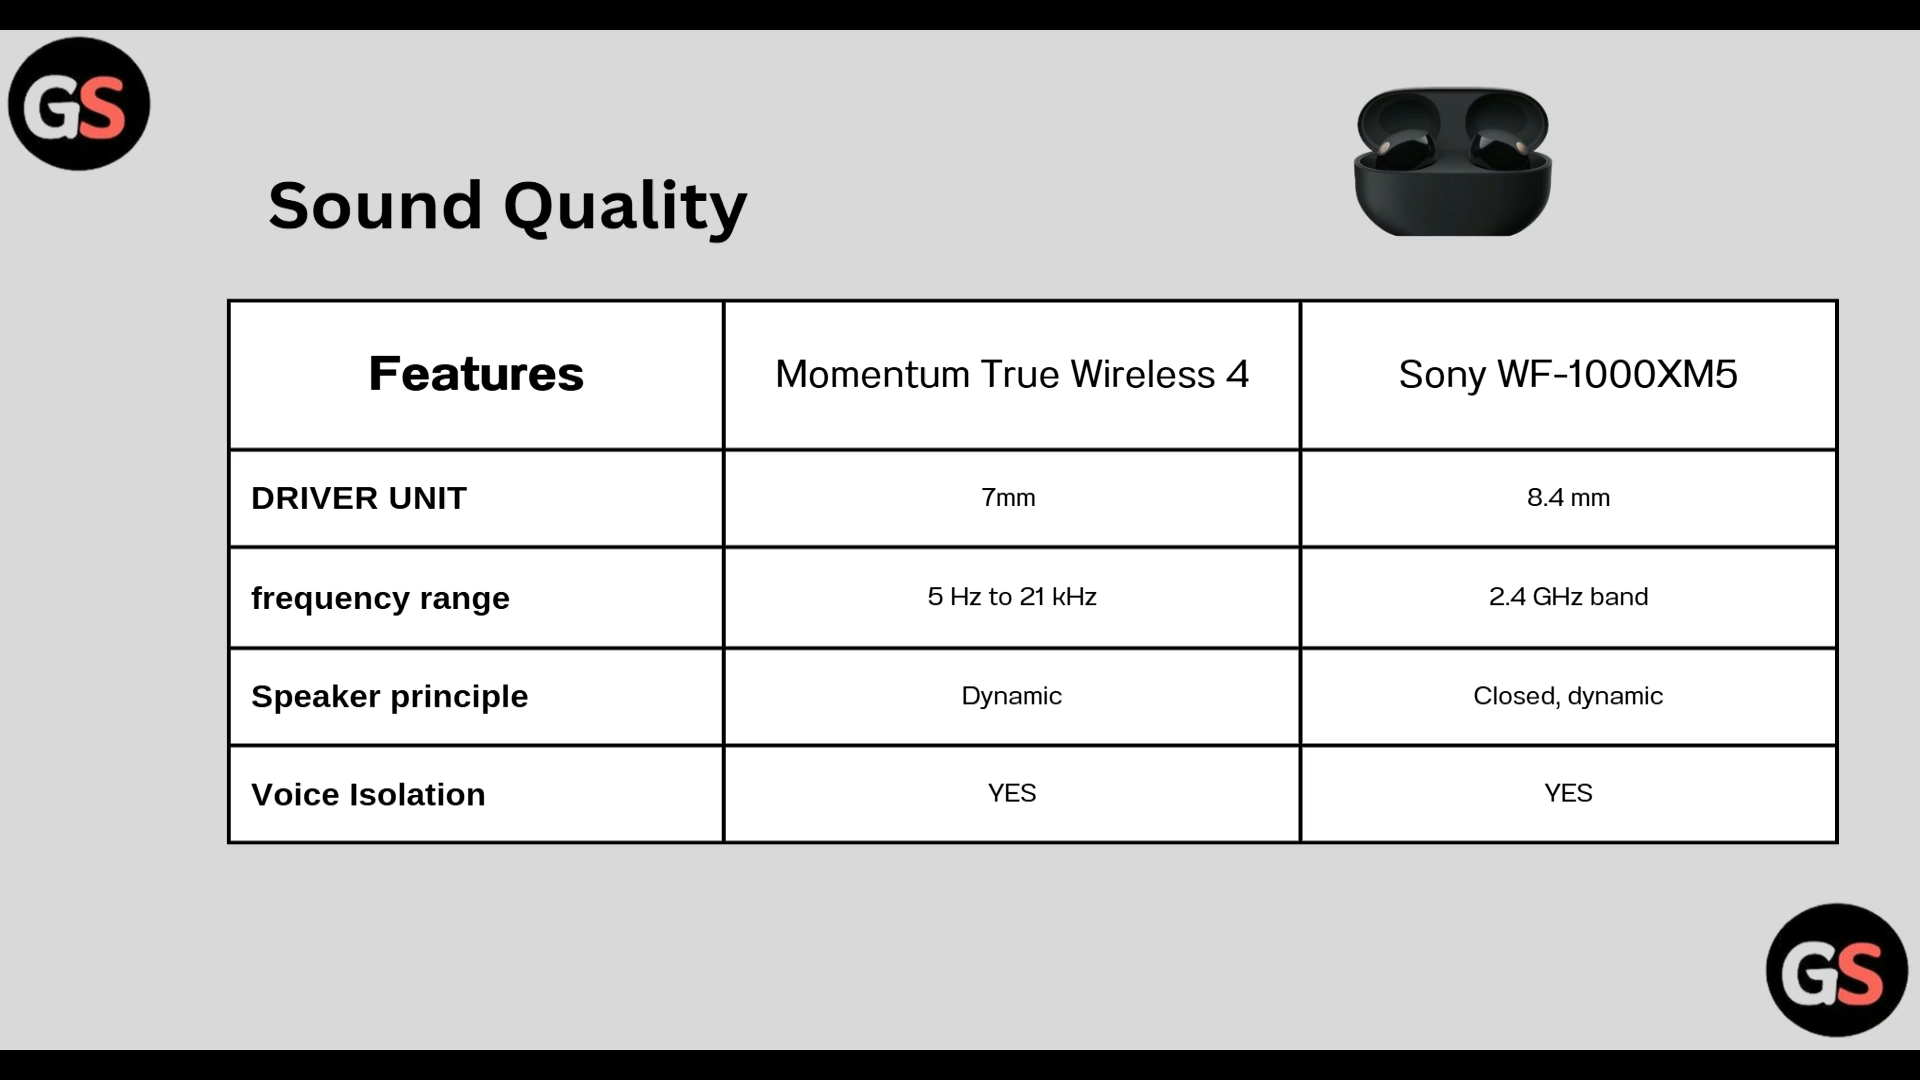 GS
Sound Quality
Features
Momentum True Wireless 4
Sony WF-1000XM5
DRIVER UNIT
7mm
8.4 mm
frequency range
5 Hz to 21 kHz
2.4 GHz band
Speaker principle
Dynamic
Closed, dynamic
Voice Isolation
YES
YES
GS